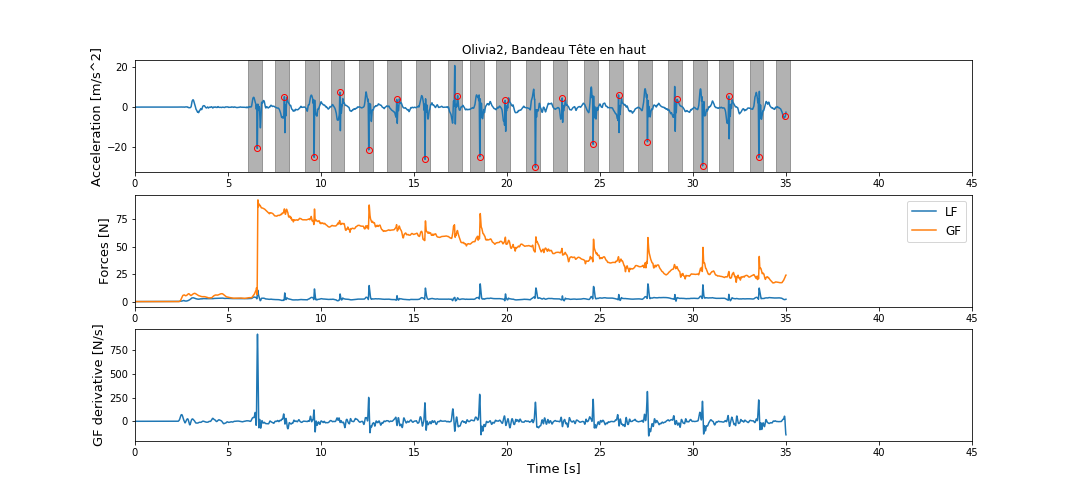 Olivia2, Bandeau Tête en haut
Acceleration [m/s^2]
20
0
−20
0 5 10 15 20 25 30 35 40 45
Forces [N]
75
50
25
0
LF
GF
0 5 10 15 20 25 30 35 40 45
GF derivative [N/s]
750
500
250
0
0 5 10 15 20 25 30 35 40 45
Time [s]